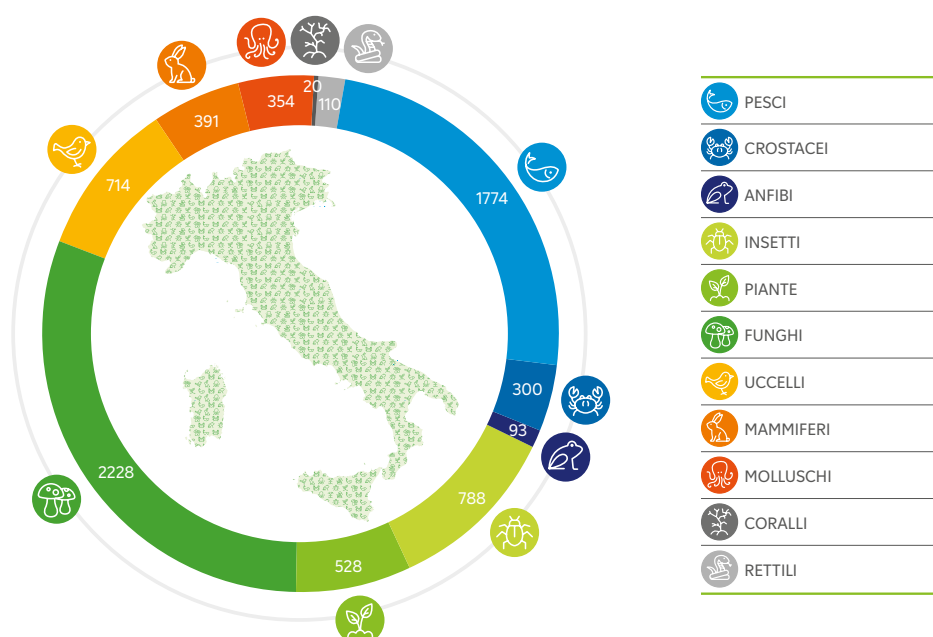 20
354
110
391
714
1774
300
93
2228
788
528
PESCI
CROSTACEI
ANFIBI
INSETTI
PIANTE
FUNGHI
UCCELLI
MAMMIFERI
MOLLUSCHI
CORALLI
RETTILI